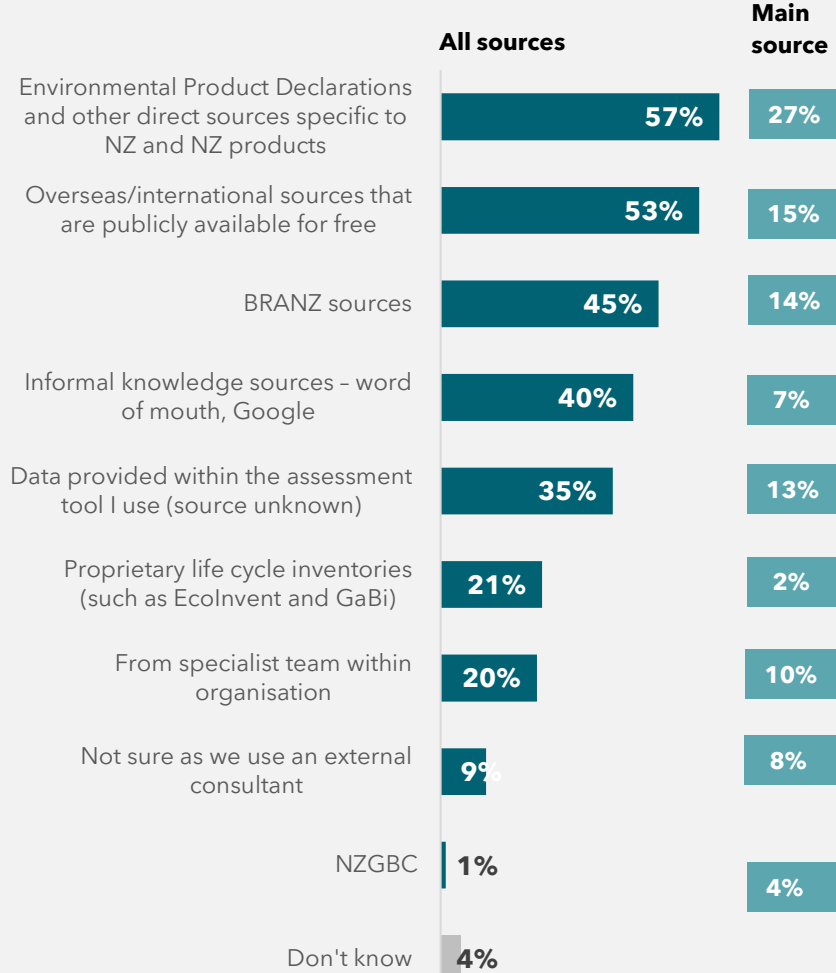 All sources
Main
source
Environmental Product Declarations
and other direct sources specific to
NZ and NZ products
57%
27%
Overseas/international sources that
are publicly available for free
53%
15%
BRANZ sources
45%
14%
Informal knowledge sources – word
of mouth, Google
40%
7%
Data provided within the assessment
tool I use (source unknown)
35%
13%
Proprietary life cycle inventories
(such as EcoInvent and GaBi)
21%
2%
From specialist team within
organisation
20%
10%
Not sure as we use an external
consultant
9%
8%
NZGBC
1%
4%
Don't know
4%